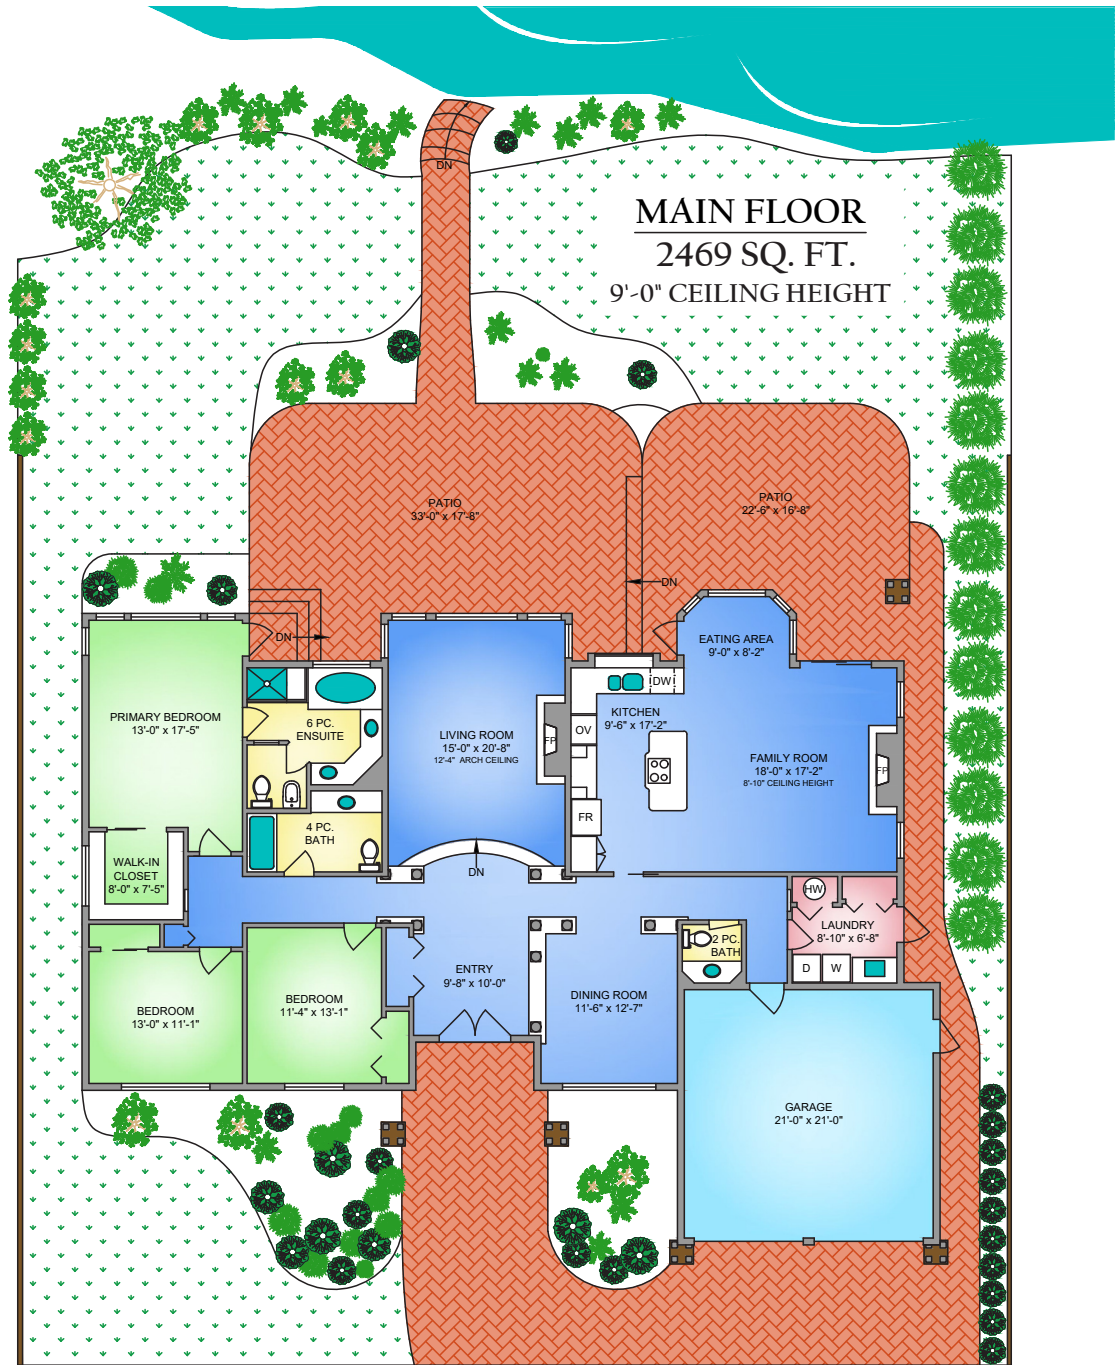 DN
MAIN FLOOR
2469 SQ. FT.
9'-0" CEILING HEIGHT
PATIO
33'-0" x 17'-8"
PATIO
22'-6" x 16'-8"
DN
DN
EATING AREA
9'-0" x 8'-2"
DW
PRIMARY BEDROOM
13'-0" x 17'-5"
6 PC.
ENSUITE
LIVING ROOM
15'-0" x 20'-8"
12'-4" ARCH CEILING
FP
OV
KITCHEN
9'-6" x 17'-2"
FAMILY ROOM
18'-0" x 17'-2"
8'-10" CEILING HEIGHT
FP
FR
4 PC.
BATH
WALK-IN
CLOSET
8'-0" x 7'-5"
DN
HW
LAUNDRY
8'-10" x 6'-8"
2 PC.
BATH
D
W
ENTRY
9'-8" x 10'-0"
DINING ROOM
11'-6" x 12'-7"
BEDROOM
11'-4" x 13'-1"
BEDROOM
13'-0" x 11'-1"
GARAGE
21'-0" x 21'-0"